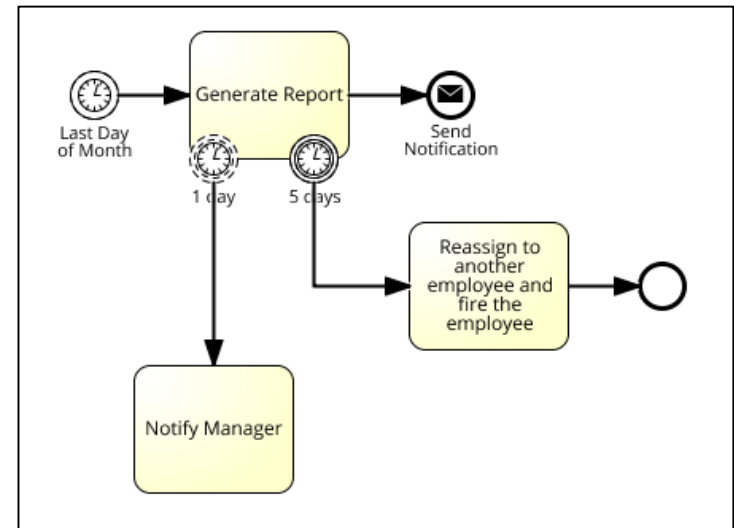 Generate Report
Last Day
of Month
Send
Notification
1 day
5 days
Reassign to
another
employee and
fire the
employee
Notify Manager